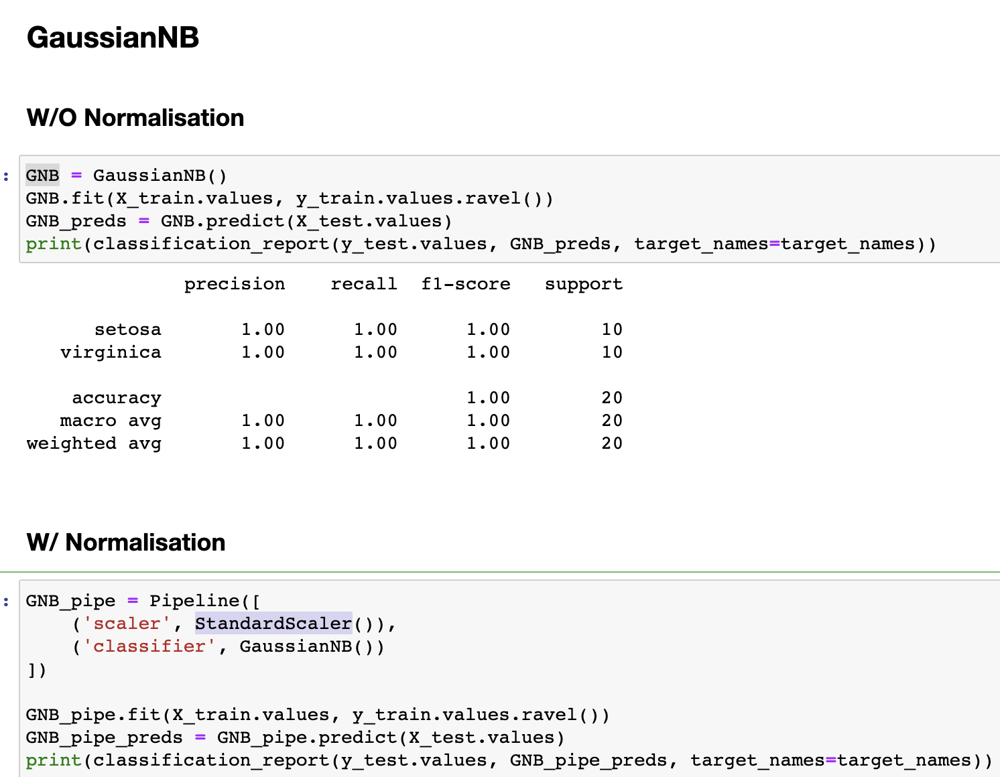 GaussianNB
W/O Normalisation
:
GNB = GaussianNB()
GNB.fit(X_train.values, y_train.values.ravel())
GNB_preds = GNB.predict(X_test.values)
print(classification_report(y_test.values, GNB_preds, target_names=target_names))
precision recall f1-score support
setosa 1.00 1.00 1.00 10
virginica 1.00 1.00 1.00 10
accuracy 1.00 20
macro avg 1.00 1.00 1.00 20
weighted avg 1.00 1.00 1.00 20
W/ Normalisation
:
GNB_pipe = Pipeline([
('scaler', StandardScaler()),
('classifier', GaussianNB())
])
GNB_pipe.fit(X_train.values, y_train.values.ravel())
GNB_pipe_preds = GNB_pipe.predict(X_test.values)
print(classification_report(y_test.values, GNB_pipe_preds, target_names=target_names))